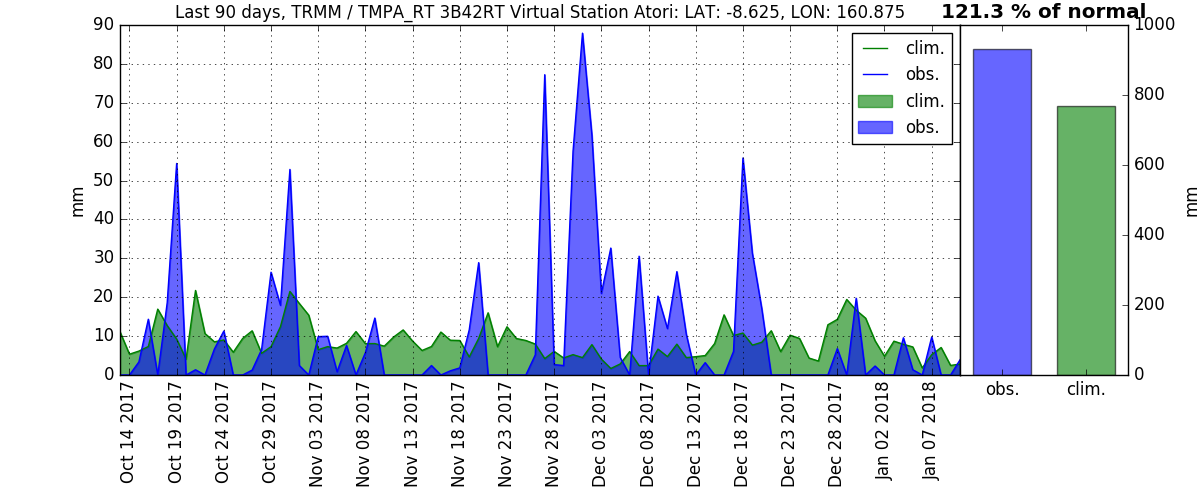 Last 90 days, TRMM / TMPA_RT 3B42RT Virtual Station Atori: LAT: -8.625, LON: 160.875
121.3 % of normal
90
80
70
60
50
40
30
20
10
0
mm
clim.
obs.
clim.
obs.
Oct 14 2017
Oct 19 2017
Oct 24 2017
Oct 29 2017
Nov 03 2017
Nov 08 2017
Nov 13 2017
Nov 18 2017
Nov 23 2017
Nov 28 2017
Dec 03 2017
Dec 08 2017
Dec 13 2017
Dec 18 2017
Dec 23 2017
Dec 28 2017
Jan 02 2018
Jan 07 2018
1000
800
600
400
200
0
mm
obs.
clim.